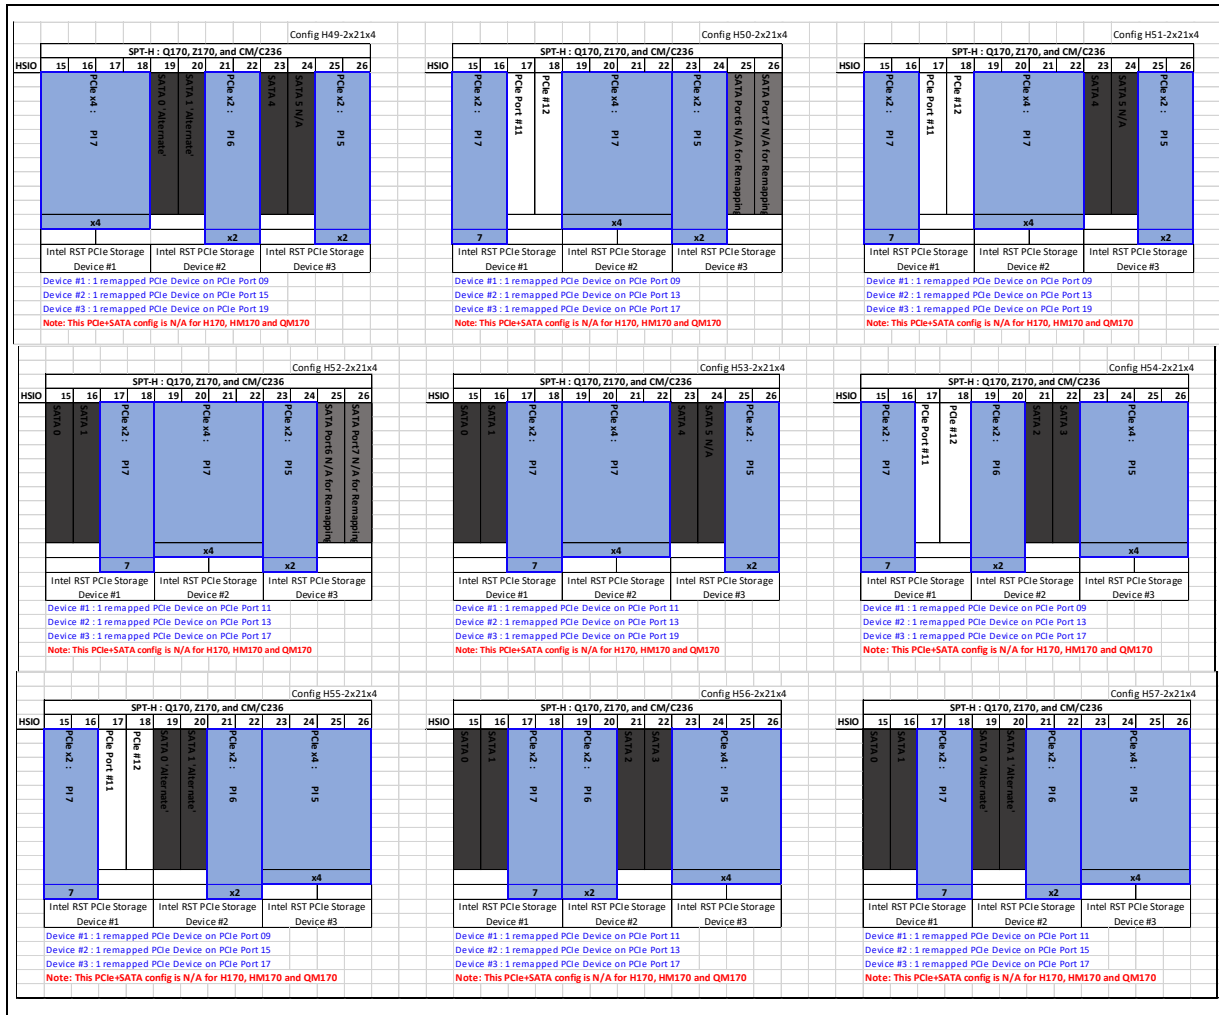 Config H49-2x21x4
SPT-H : Q170, Z170, and CM/C236
HSIO 15 16 17 18 19 20 21 22 23 24 25 26
PCIe x4 : PI 7
SATA 0 'Alternate'
SATA 1 'Alternate'
PCIe x2 : PI 6
SATA 4
SATA 5 N/A
PCIe x2 : PI 5
x4
x2 x2
Intel RST PCIe Storage Intel RST PCIe Storage Intel RST PCIe Storage
Device #1 Device #2 Device #3
Device #1 : 1 remapped PCIe Device on PCIe Port 09
Device #2 : 1 remapped PCIe Device on PCIe Port 15
Device #3 : 1 remapped PCIe Device on PCIe Port 19
Note: This PCIe+SATA config is N/A for H170, HM170 and QM170
Config H50-2x21x4
SPT-H : Q170, Z170, and CM/C236
HSIO 15 16 17 18 19 20 21 22 23 24 25 26
PCIe x2 : PI 7
PCIe Port #11
PCIe #12
PCIe x4 : PI 7
PCIe x2 : PI 5
SATA Port6 N/A for Remapping
SATA Port7 N/A for Remapping
x4
7 x2
Intel RST PCIe Storage Intel RST PCIe Storage Intel RST PCIe Storage
Device #1 Device #2 Device #3
Device #1 : 1 remapped PCIe Device on PCIe Port 09
Device #2 : 1 remapped PCIe Device on PCIe Port 13
Device #3 : 1 remapped PCIe Device on PCIe Port 17
Note: This PCIe+SATA config is N/A for H170, HM170 and QM170
Config H51-2x21x4
SPT-H : Q170, Z170, and CM/C236
HSIO 15 16 17 18 19 20 21 22 23 24 25 26
PCIe x2 : PI 7
PCIe Port #11
PCIe #12
PCIe x4 : PI 7
SATA 4
SATA 5 N/A
PCIe x2 : PI 5
x4
7 x2
Intel RST PCIe Storage Intel RST PCIe Storage Intel RST PCIe Storage
Device #1 Device #2 Device #3
Device #1 : 1 remapped PCIe Device on PCIe Port 09
Device #2 : 1 remapped PCIe Device on PCIe Port 13
Device #3 : 1 remapped PCIe Device on PCIe Port 19
Note: This PCIe+SATA config is N/A for H170, HM170 and QM170
Config H52-2x21x4
SPT-H : Q170, Z170, and CM/C236
HSIO 15 16 17 18 19 20 21 22 23 24 25 26
SATA 0
SATA 1
PCIe x2 : PI7
PCIe x4 : PI7
PCIe x2 : PI5
SATA Port6 N/A for Remapping
SATA Port7 N/A for Remapping
x4
7 x2
Intel RST PCIe Storage Intel RST PCIe Storage Intel RST PCIe Storage
Device #1 Device #2 Device #3
Device #1 : 1 remapped PCIe Device on PCIe Port 11
Device #2 : 1 remapped PCIe Device on PCIe Port 13
Device #3 : 1 remapped PCIe Device on PCIe Port 17
Note: This PCIe+SATA config is N/A for H170, HM170 and QM170
Config H53-2x21x4
SPT-H : Q170, Z170, and CM/C236
HSIO 15 16 17 18 19 20 21 22 23 24 25 26
SATA 0
SATA 1
PCIe x2 : PI7
PCIe x4 : PI7
SATA 4
SATA 5 N/A
PCIe x2 : PI5
x4
7 x2
Intel RST PCIe Storage Intel RST PCIe Storage Intel RST PCIe Storage
Device #1 Device #2 Device #3
Device #1 : 1 remapped PCIe Device on PCIe Port 11
Device #2 : 1 remapped PCIe Device on PCIe Port 13
Device #3 : 1 remapped PCIe Device on PCIe Port 19
Note: This PCIe+SATA config is N/A for H170, HM170 and QM170
Config H54-2x21x4
SPT-H : Q170, Z170, and CM/C236
HSIO 15 16 17 18 19 20 21 22 23 24 25 26
PCIe x2 : PI7
PCIe Port #11
PCIe #12
PCIe x2 : PI6
SATA 2
SATA 3
PCIe x4 : PI5
x4
7 x2
Intel RST PCIe Storage Intel RST PCIe Storage Intel RST PCIe Storage
Device #1 Device #2 Device #3
Device #1 : 1 remapped PCIe Device on PCIe Port 09
Device #2 : 1 remapped PCIe Device on PCIe Port 13
Device #3 : 1 remapped PCIe Device on PCIe Port 17
Note: This PCIe+SATA config is N/A for H170, HM170 and QM170
Config H55-2x21x4
SPT-H : Q170, Z170, and CM/C236
HSIO 15 16 17 18 19 20 21 22 23 24 25 26
PCIe x2 : PI 7
PCIe Port #11
PCIe #12
SATA 0 'Alternate'
SATA 1 'Alternate'
PCIe x2 : PI 6
PCIe x4 : PI 5
x4
7 x2
Intel RST PCIe Storage Intel RST PCIe Storage Intel RST PCIe Storage
Device #1 Device #2 Device #3
Device #1 : 1 remapped PCIe Device on PCIe Port 09
Device #2 : 1 remapped PCIe Device on PCIe Port 15
Device #3 : 1 remapped PCIe Device on PCIe Port 17
Note: This PCIe+SATA config is N/A for H170, HM170 and QM170
Config H56-2x21x4
SPT-H : Q170, Z170, and CM/C236
HSIO 15 16 17 18 19 20 21 22 23 24 25 26
SATA 0
SATA 1
PCIe x2 : PI 7
PCIe x2 : PI 6
SATA 2
SATA 3
PCIe x4 : PI 5
x4
7 x2
Intel RST PCIe Storage Intel RST PCIe Storage Intel RST PCIe Storage
Device #1 Device #2 Device #3
Device #1 : 1 remapped PCIe Device on PCIe Port 11
Device #2 : 1 remapped PCIe Device on PCIe Port 13
Device #3 : 1 remapped PCIe Device on PCIe Port 17
Note: This PCIe+SATA config is N/A for H170, HM170 and QM170
Config H57-2x21x4
SPT-H : Q170, Z170, and CM/C236
HSIO 15 16 17 18 19 20 21 22 23 24 25 26
SATA 0
SATA 1
PCIe x2 : PI 7
SATA 0 'Alternate'
SATA 1 'Alternate'
PCIe x2 : PI 6
PCIe x4 : PI 5
x4
7 x2
Intel RST PCIe Storage Intel RST PCIe Storage Intel RST PCIe Storage
Device #1 Device #2 Device #3
Device #1 : 1 remapped PCIe Device on PCIe Port 11
Device #2 : 1 remapped PCIe Device on PCIe Port 15
Device #3 : 1 remapped PCIe Device on PCIe Port 17
Note: This PCIe+SATA config is N/A for H170, HM170 and QM170